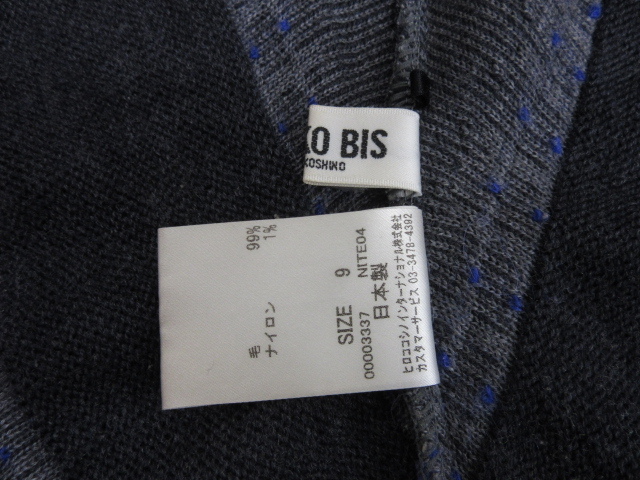 KO BIS
KOSHINO
毛 99%
ナイロン 1%
SIZE 9
00003337 NITE04
日本製
ヒロココシノインターナショナル株式会社
カスタマーサービス 03-3478-4392